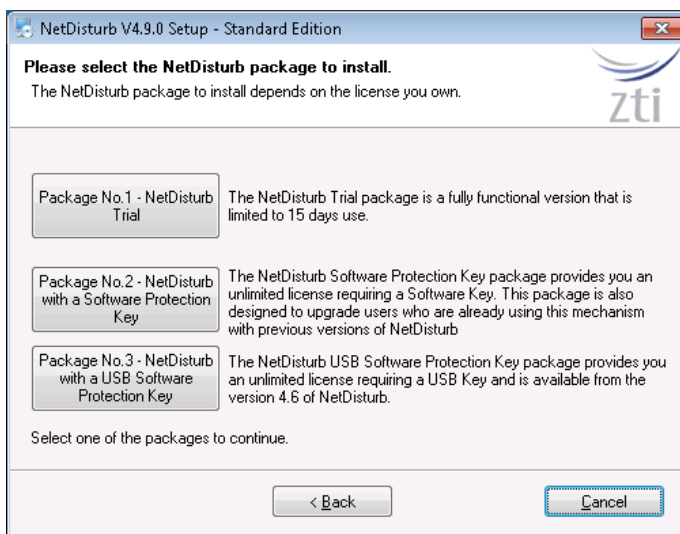 NetDisturb V4.9.0 Setup - Standard Edition
Please select the NetDisturb package to install.
The NetDisturb package to install depends on the license you own.
zti
Package No.1 - NetDisturb
Trial
The NetDisturb Trial package is a fully functional version that is
limited to 15 days use.
Package No.2 - NetDisturb
with a Software Protection
Key
The NetDisturb Software Protection Key package provides you an
unlimited license requiring a Software Key. This package is also
designed to upgrade users who are already using this mechanism
with previous versions of NetDisturb
Package No.3 - NetDisturb
with a USB Software
Protection Key
The NetDisturb USB Software Protection Key package provides you
an unlimited license requiring a USB Key and is available from the
version 4.6 of NetDisturb.
Select one of the packages to continue.
< Back
Cancel